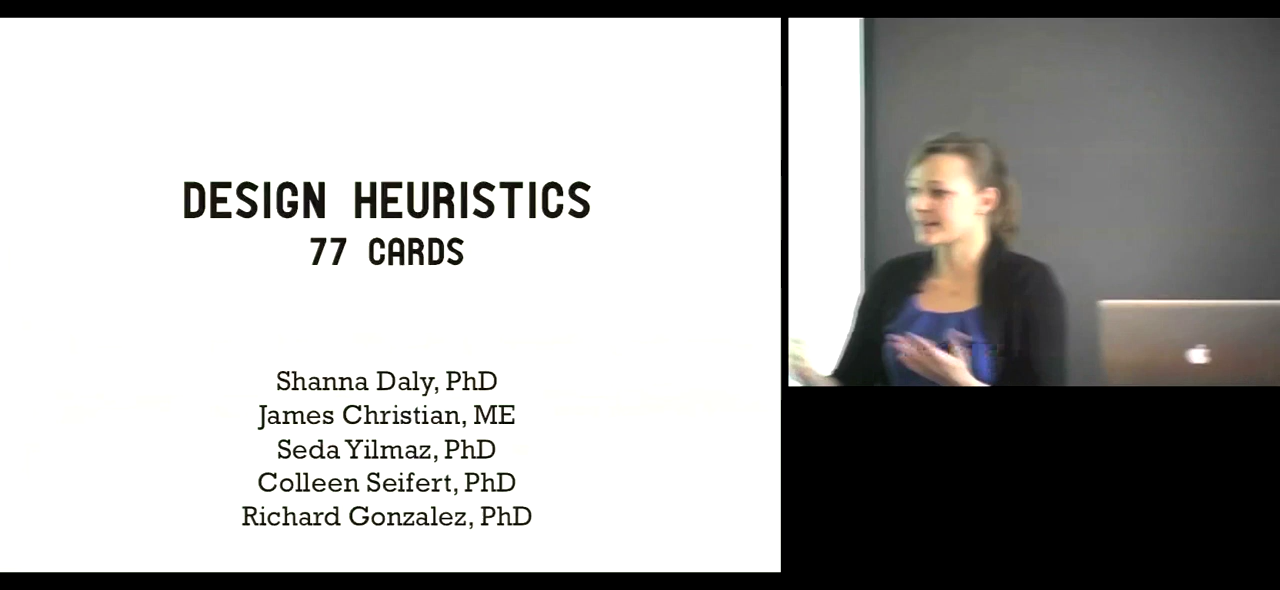 DESIGN HEURISTICS
77 CARDS
Shanna Daly, PhD
James Christian, ME
Seda Yilmaz, PhD
Colleen Seifert, PhD
Richard Gonzalez, PhD